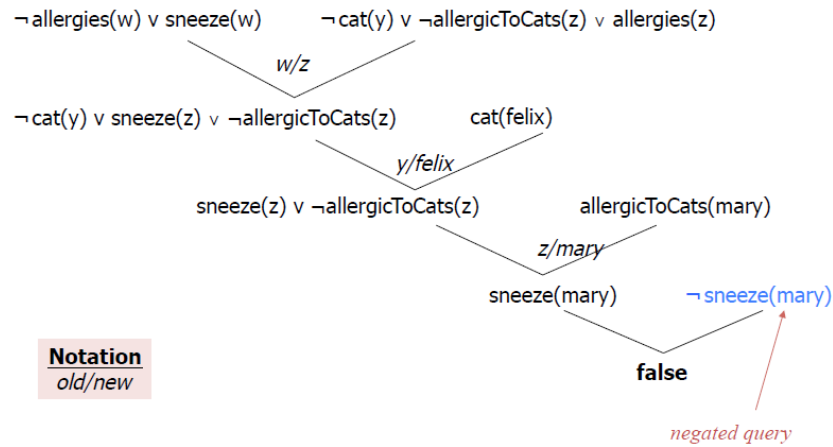 ¬allergies(w) v sneeze(w) ¬cat(y) v ¬allergicToCats(z) v allergies(z)
w/z
¬cat(y) v sneeze(z) v ¬allergicToCats(z) cat(felix)
y/felix
sneeze(z) v ¬allergicToCats(z) allergicToCats(mary)
z/mary
sneeze(mary) ¬sneeze(mary)
Notation
old/new
false
negated query